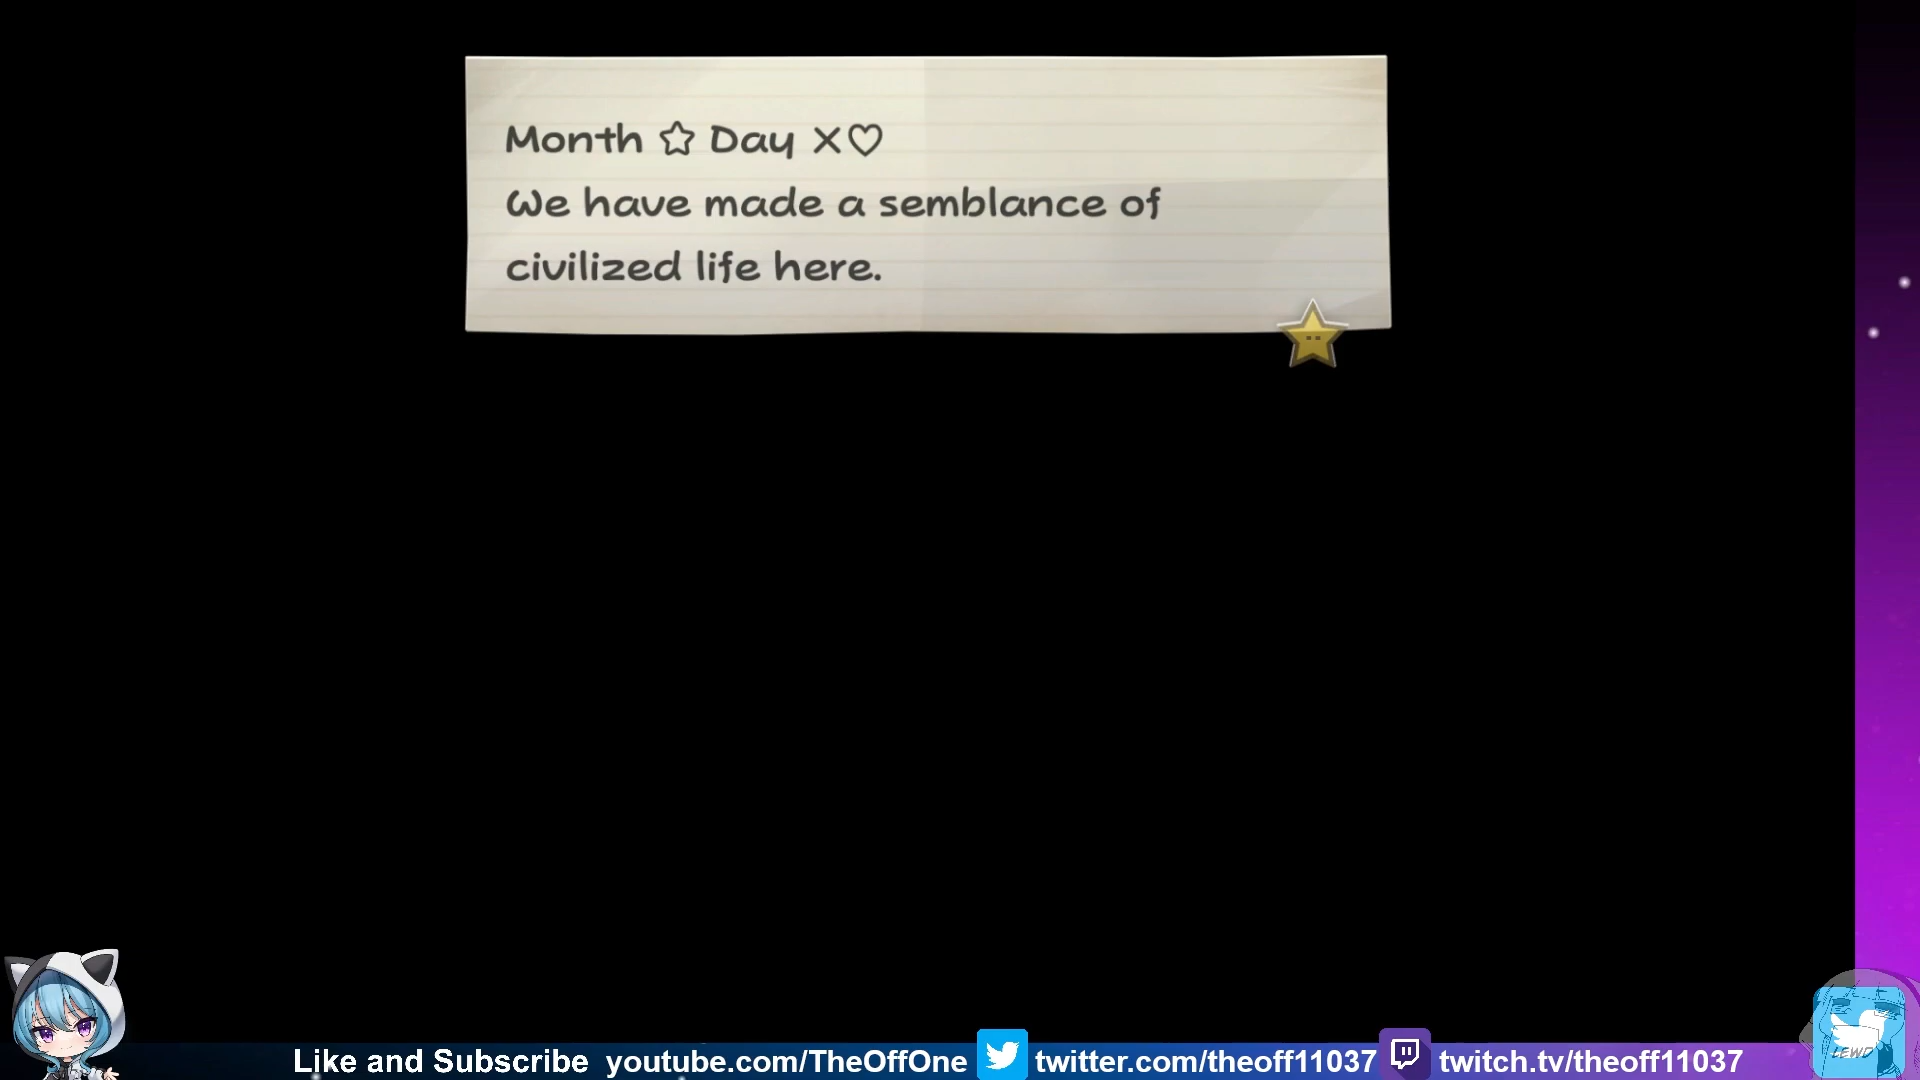 Month ☆ Day X♡
We have made a semblance of
civilized life here.
Like and Subscribe youtube.com/TheOffOne twitter.com/theoff11037 twitch.tv/theoff11037
LEWD